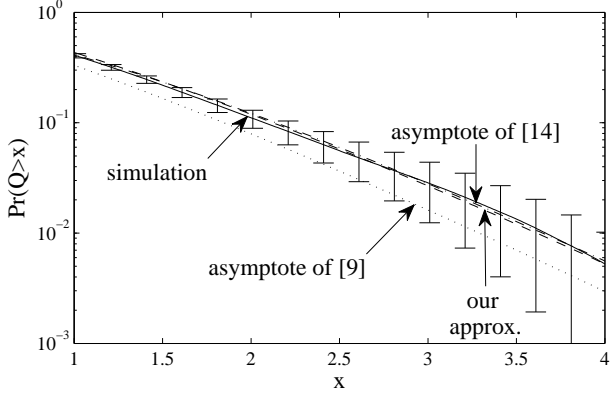 10^0
10^-1
10^-2
10^-3
Pr(Q>x)
simulation
asymptote of [14]
asymptote of [9]
our
approx.
1
1.5
2
2.5
3
3.5
4
x